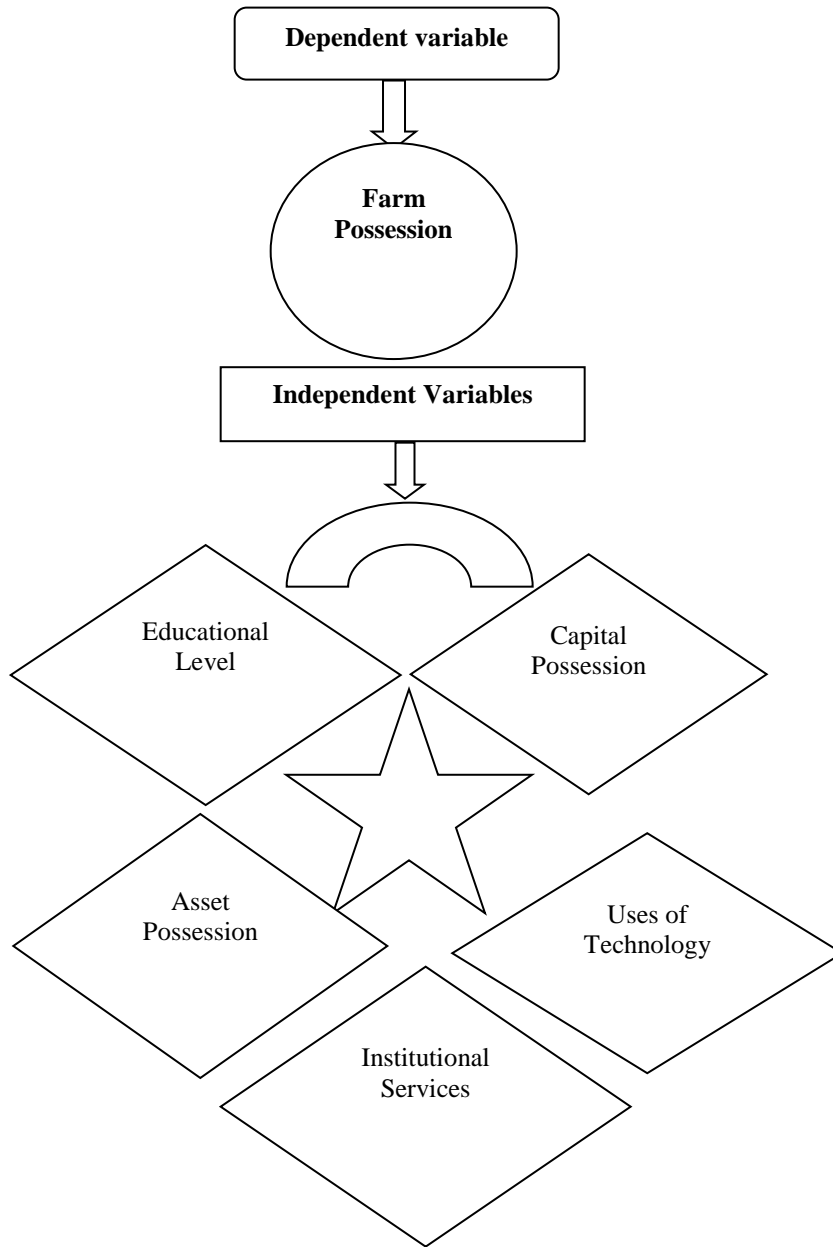 Dependent variable
Farm
Possession
Independent Variables
Educational
Level
Capital
Possession
Asset
Possession
Uses of
Technology
Institutional
Services